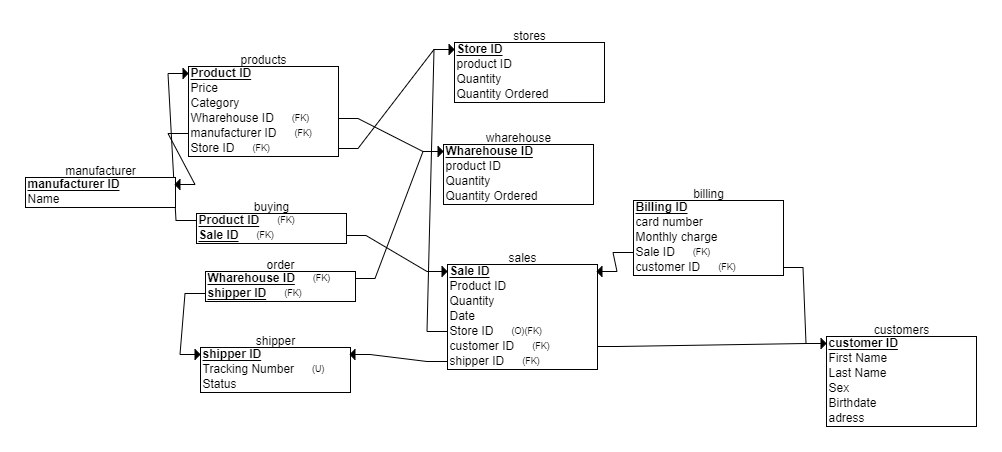 stores
Store ID
product ID
Quantity
Quantity Ordered
products
Product ID
Price
Category
Wharehouse ID (FK)
manufacturer ID (FK)
Store ID (FK)
wharehouse
Wharehouse ID
product ID
Quantity
Quantity Ordered
manufacturer
manufacturer ID
Name
buying
Product ID (FK)
Sale ID (FK)
billing
Billing ID
card number
Monthly charge
Sale ID (FK)
customer ID (FK)
order
Wharehouse ID (FK)
shipper ID (FK)
sales
Sale ID
Product ID
Quantity
Date
Store ID (O)(FK)
customer ID (FK)
shipper ID (FK)
shipper
shipper ID
Tracking Number (U)
Status
customers
customer ID
First Name
Last Name
Sex
Birthdate
adress